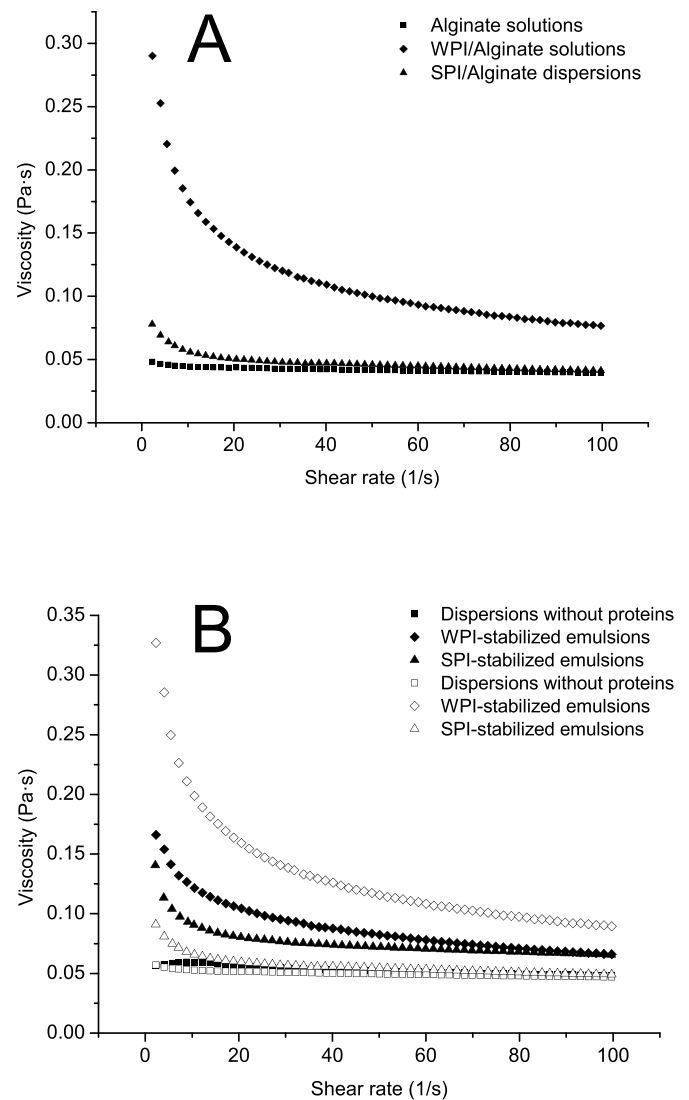 A
Alginate solutions
WPI/Alginate solutions
SPI/Alginate dispersions
0.30
0.25
0.20
0.15
0.10
0.05
0.00
Viscosity (Pa·s)
0 20 40 60 80 100
Shear rate (1/s)
B
Dispersions without proteins
WPI-stabilized emulsions
SPI-stabilized emulsions
Dispersions without proteins
WPI-stabilized emulsions
SPI-stabilized emulsions
0.35
0.30
0.25
0.20
0.15
0.10
0.05
0.00
Viscosity (Pa·s)
0 20 40 60 80 100
Shear rate (1/s)